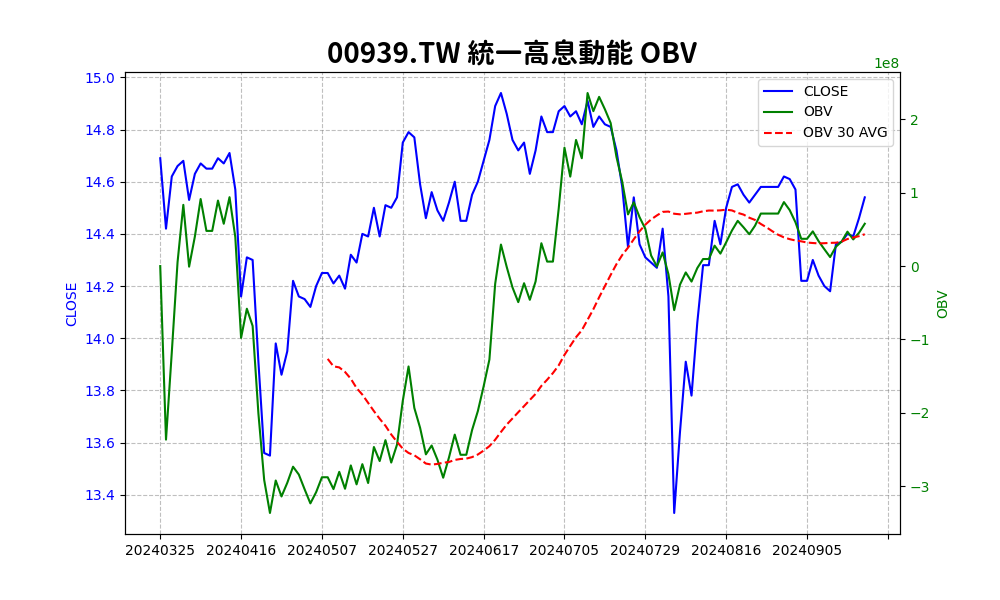 00939.TW 統一高息動能 OBV
1e8
CLOSE
OBV
OBV 30 AVG
15.0
14.8
14.6
14.4
14.2
14.0
13.8
13.6
13.4
CLOSE
2
1
0
−1
−2
−3
OBV
20240325 20240416 20240507 20240527 20240617 20240705 20240729 20240816 20240905